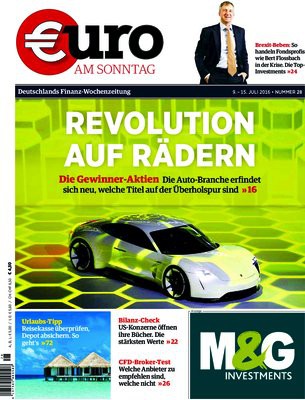 €uro
AM SONNTAG
Brexit-Beben: So
handeln Fondsprofis
wie Bert Flossbach
in der Krise. Die Top-
Investments »24
Deutschlands Finanz-Wochenzeitung
9. – 15. JULI 2016 • NUMMER 28
REVOLUTION
AUF RÄDERN
Die Gewinner-Aktien Die Auto-Branche erfindet
sich neu, welche Titel auf der Überholspur sind »16
Urlaubs-Tipp
Reisekasse überprüfen,
Depot absichern. So
geht's »72
Bilanz-Check
US-Konzerne öffnen
ihre Bücher. Die
stärksten Werte »22
CFD-Broker-Test
Welche Anbieter zu
empfehlen sind,
welche nicht »26
M&G
INVESTMENTS